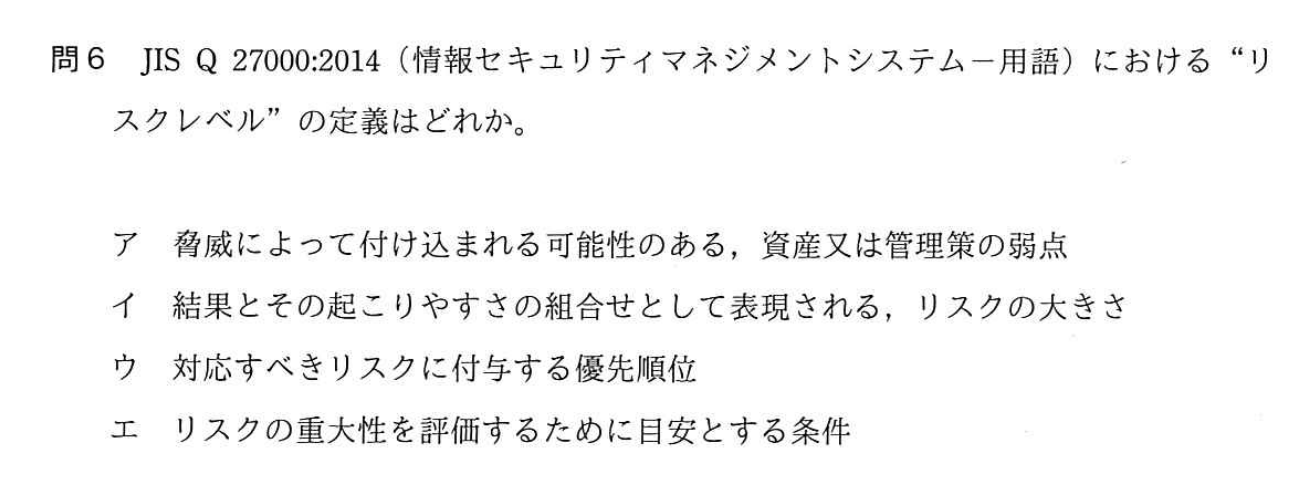 問6 JIS Q 27000:2014（情報セキュリティマネジメントシステム－用語）における“リ
スクレベル”の定義はどれか。
ア 脅威によって付け込まれる可能性のある，資産又は管理策の弱点
イ 結果とその起こりやすさの組合せとして表現される，リスクの大きさ
ウ 対応すべきリスクに付与する優先順位
エ リスクの重大性を評価するために目安とする条件